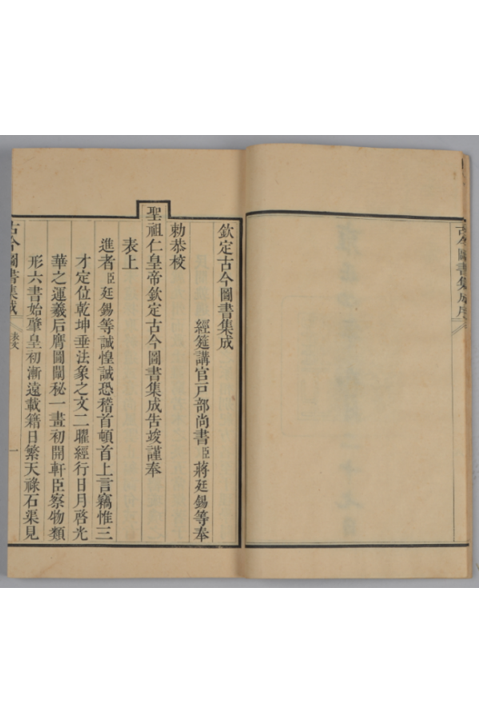 古今圖書集成
欽定古今圖書集成
經筵講官戶部尚書臣蔣廷錫等奉
勅恭校
聖祖仁皇帝欽定古今圖書集成告竣謹奉
表上
進者臣廷錫等誠惶誠恐稽首頓首上言竊惟三
才定位乾坤垂法象之文二曜經行日月啓光
華之運羲后膺圖闡秘一畫初開軒臣察物類
形六書始肇皇初漸遠載籍日繁天祿石渠見
古今圖書集成 一